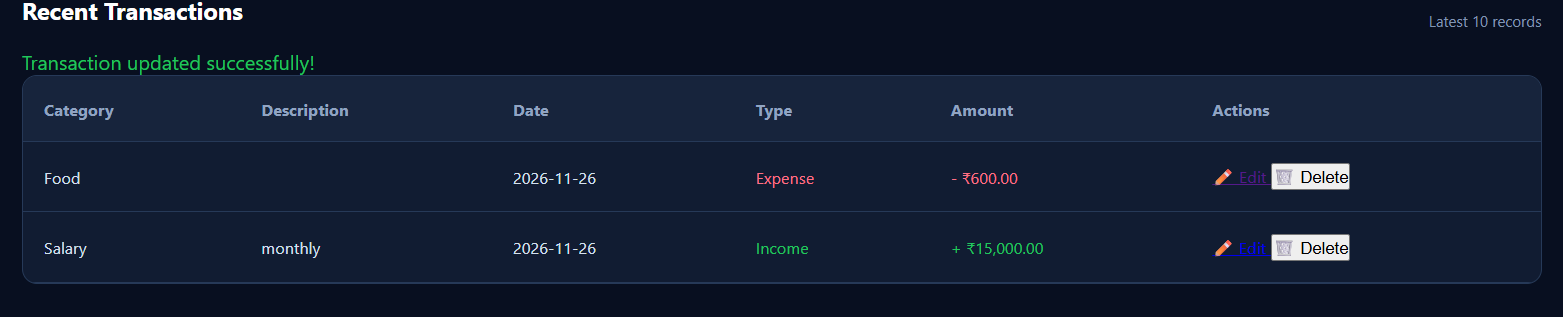 Recent Transactions
Latest 10 records
Transaction updated successfully!
Category Description Date Type Amount Actions
Food 2026-11-26 Expense - ₹600.00 Edit Delete
Salary monthly 2026-11-26 Income + ₹15,000.00 Edit Delete